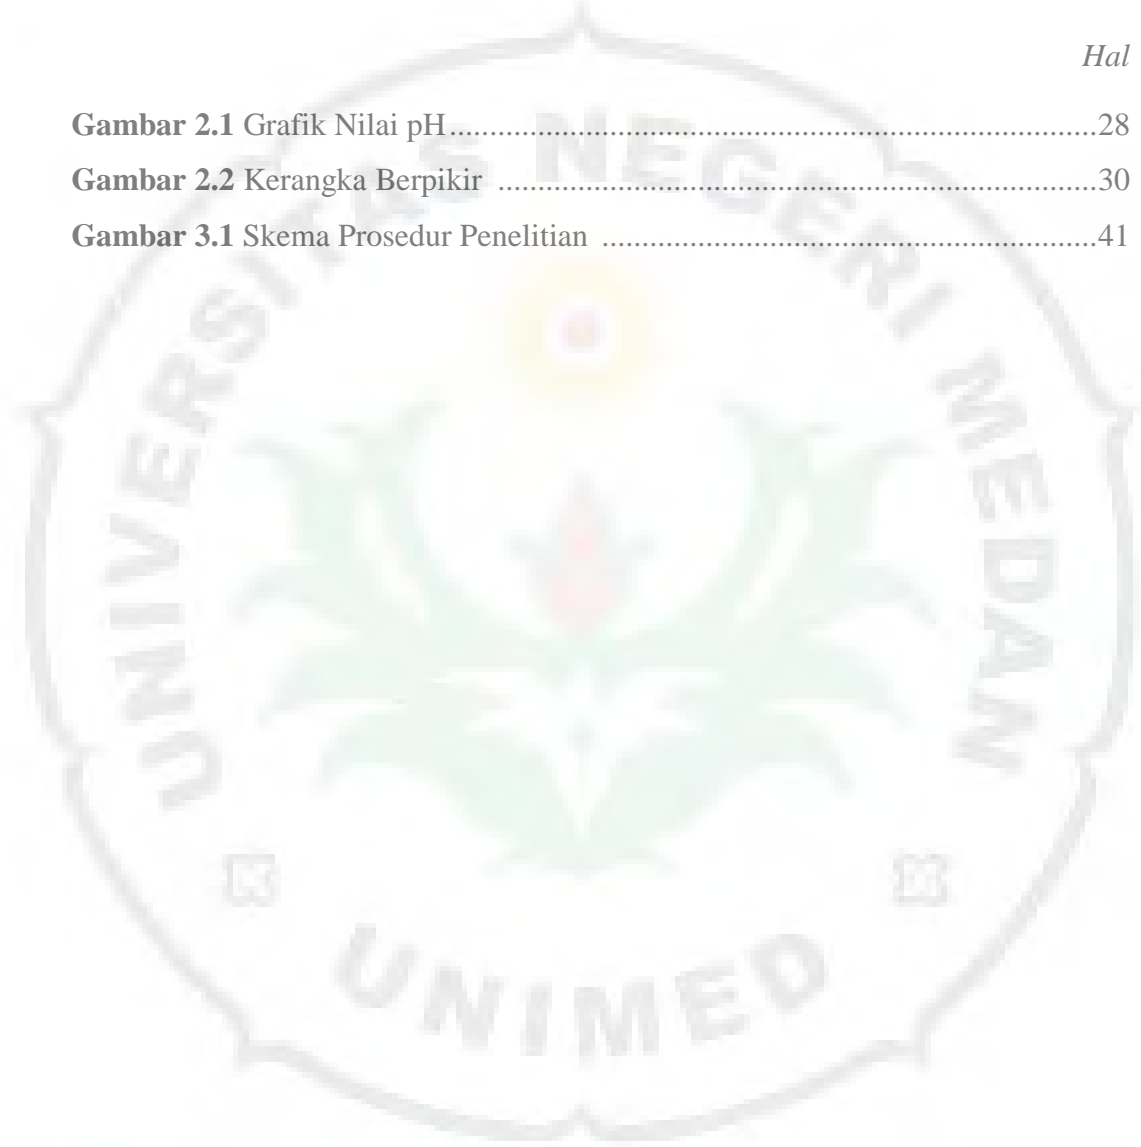 Hal
Gambar 2.1 Grafik Nilai pH.................................................................................28
Gambar 2.2 Kerangka Berpikir ...........................................................................30
Gambar 3.1 Skema Prosedur Penelitian ..............................................................41
UNIVERSITAS NEGERI MEDAN
UNIMED